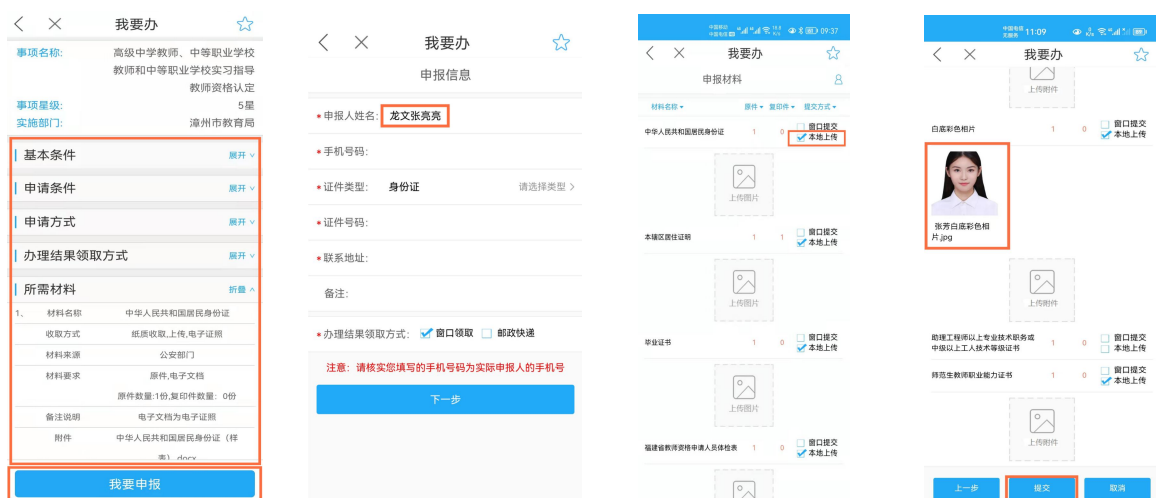 我要办
事项名称:
高级中学教师、中等职业学校
教师和中等职业学校实习指导
教师资格认定
事项星级:
5星
实施部门:
漳州市教育局
基本条件
展开
申请条件
展开
申请方式
展开
办理结果领取方式
展开
所需材料
折叠
1、 材料名称 中华人民共和国居民身份证
收取方式 纸质收取,上传,电子证照
材料来源 公安部门
材料要求 原件,电子文档
原件数量:1份,复印件数量: 0份
备注说明 电子文档为电子证照
附件 中华人民共和国居民身份证（样
表）.docx
我要申报
我要办
申报信息
*申报人姓名: 龙文张亮亮
*手机号码:
*证件类型: 身份证 请选择类型
*证件号码:
*联系地址:
备注:
*办理结果领取方式: 窗口领取 邮政快递
注意: 请核实您填写的手机号码为实际申报人的手机号
下一步
09:37
我要办
申报材料
材料名称 原件 复印件 提交方式
中华人民共和国居民身份证 1 0 窗口提交
本地上传
上传图片
本辖区居住证明 1 1 窗口提交
本地上传
上传图片
毕业证书 1 0 窗口提交
本地上传
上传图片
福建省教师资格申请人员体检表 1 0 窗口提交
本地上传
中国电信 11:09
无服务
我要办
上传附件
白底彩色相片 1 0 窗口提交
本地上传
张芳白底彩色相
片.jpg
上传附件
助理工程师以上专业技术职务或
中级以上工人技术等级证书
1 0 窗口提交
本地上传
师范生教师职业能力证书 1 0 窗口提交
本地上传
上传附件
上一步 提交 取消